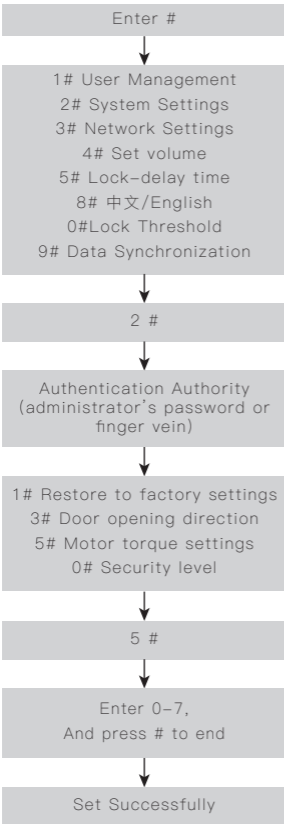 Enter #
1# User Management
2# System Settings
3# Network Settings
4# Set volume
5# Lock-delay time
8# 中文/English
0#Lock Threshold
9# Data Synchronization
2 #
Authentication Authority
(administrator's password or
finger vein)
1# Restore to factory settings
3# Door opening direction
5# Motor torque settings
0# Security level
5 #
Enter 0-7,
And press # to end
Set Successfully